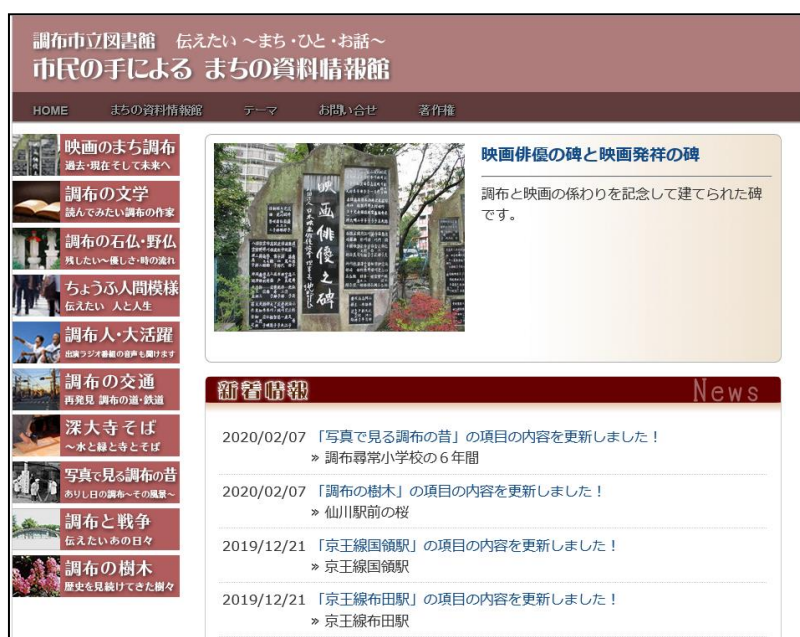 調布市立図書館 伝えたい ～まち・ひと・お話～
市民の手による まちの資料情報館
HOME まちの資料情報館 テーマ お問い合せ 著作権
映画のまち調布
過去・現在そして未来へ
調布の文学
読んでみたい調布の作家
調布の石仏・野仏
残したい～優しさ・時の流れ
ちょうふ人間模様
伝えたい 人と人生
調布人・大活躍
出演ラジオ番組の音声も聞けます
調布の交通
再発見 調布の道・鉄道
深大寺そば
～水と緑と寺とそば
写真で見る調布の昔
ありし日の調布～その風景～
調布と戦争
伝えたいあの日々
調布の樹木
歴史を見続けてきた樹々
映画俳優之碑
映画俳優の碑と映画発祥の碑
調布と映画の係わりを記念して建てられた碑
です。
新着情報 News
2020/02/07 「写真で見る調布の昔」の項目の内容を更新しました！
» 調布尋常小学校の６年間
2020/02/07 「調布の樹木」の項目の内容を更新しました！
» 仙川駅前の桜
2019/12/21 「京王線国領駅」の項目の内容を更新しました！
» 京王線国領駅
2019/12/21 「京王線布田駅」の項目の内容を更新しました！
» 京王線布田駅